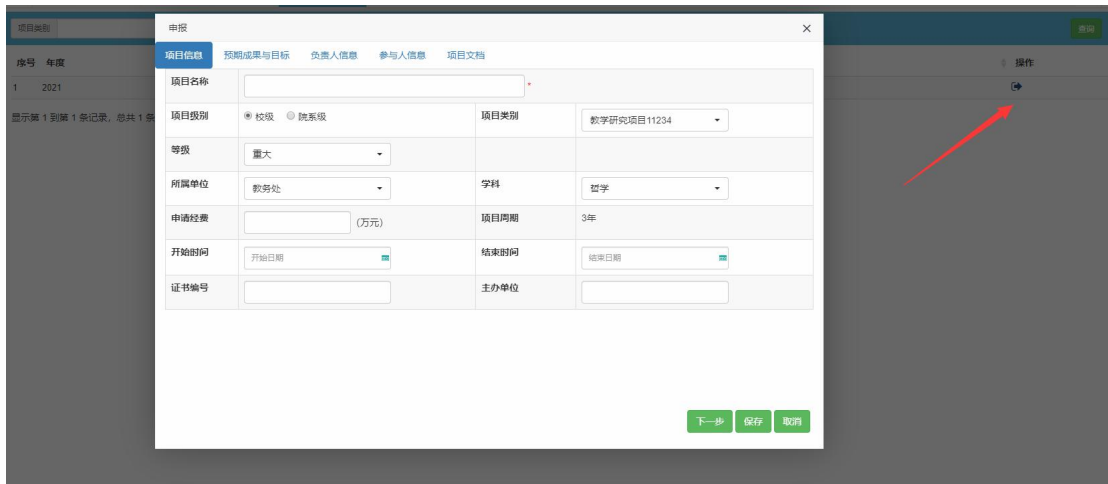 项目类别
查询
序号 年度
操作
1 2021
显示第 1 到第 1 条记录，总共 1 条
申报 ×
项目信息 预期成果与目标 负责人信息 参与人信息 项目文档
项目名称 *
项目级别 校级 院系级 项目类别 教学研究项目11234
等级 重大
所属单位 教务处 学科 哲学
申请经费 (万元) 项目周期 3年
开始时间 开始日期 结束时间 结束日期
证书编号 主办单位
下一步 保存 取消